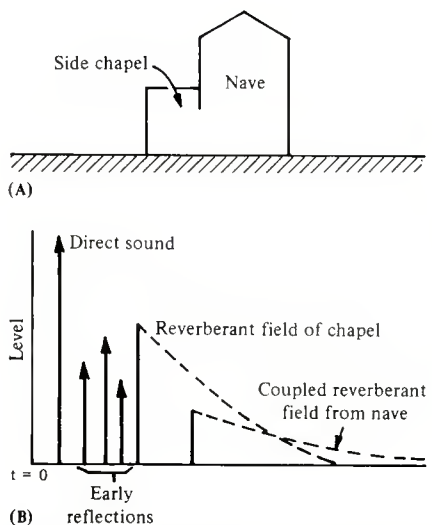 Side chapel
Nave
(A)
Direct sound
Reverberant field of chapel
Level
Coupled reverberant
field from nave
t = 0
Early
reflections
(B)